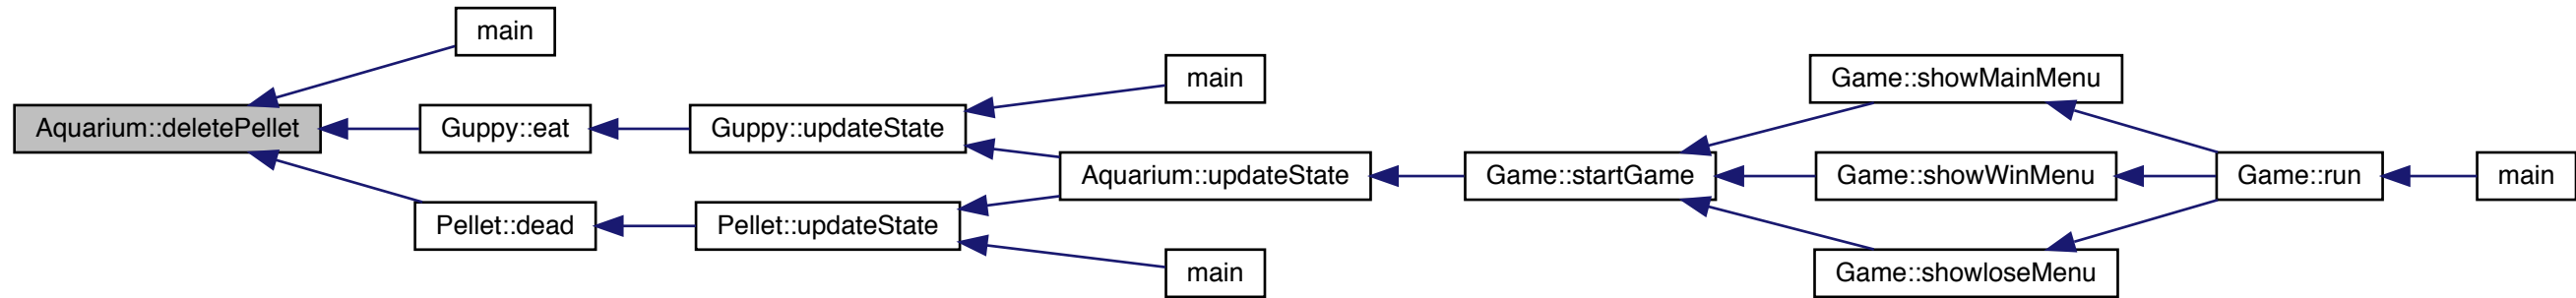 main
Aquarium::deletePellet
Guppy::eat
Pellet::dead
Guppy::updateState
Pellet::updateState
main
Aquarium::updateState
main
Game::startGame
Game::showMainMenu
Game::showWinMenu
Game::showloseMenu
Game::run
main